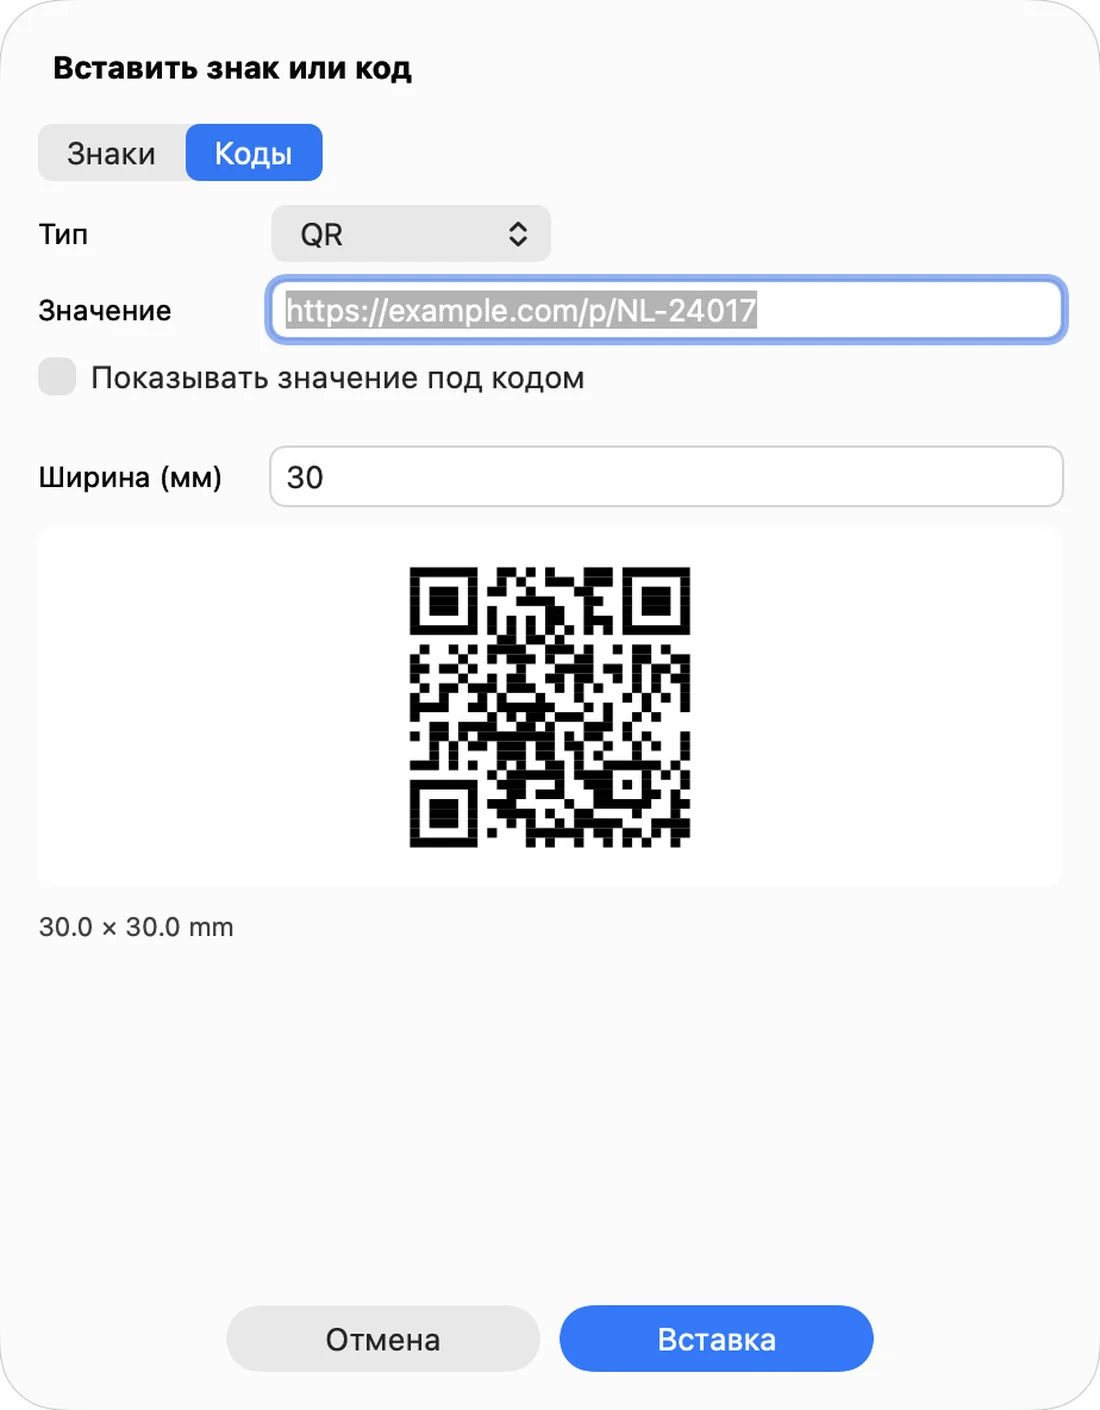 Вставить знак или код
Знаки
Коды
Тип
QR
Значение
https://example.com/p/NL-24017
Показывать значение под кодом
Ширина (мм)
30
30.0 × 30.0 mm
Отмена
Вставка